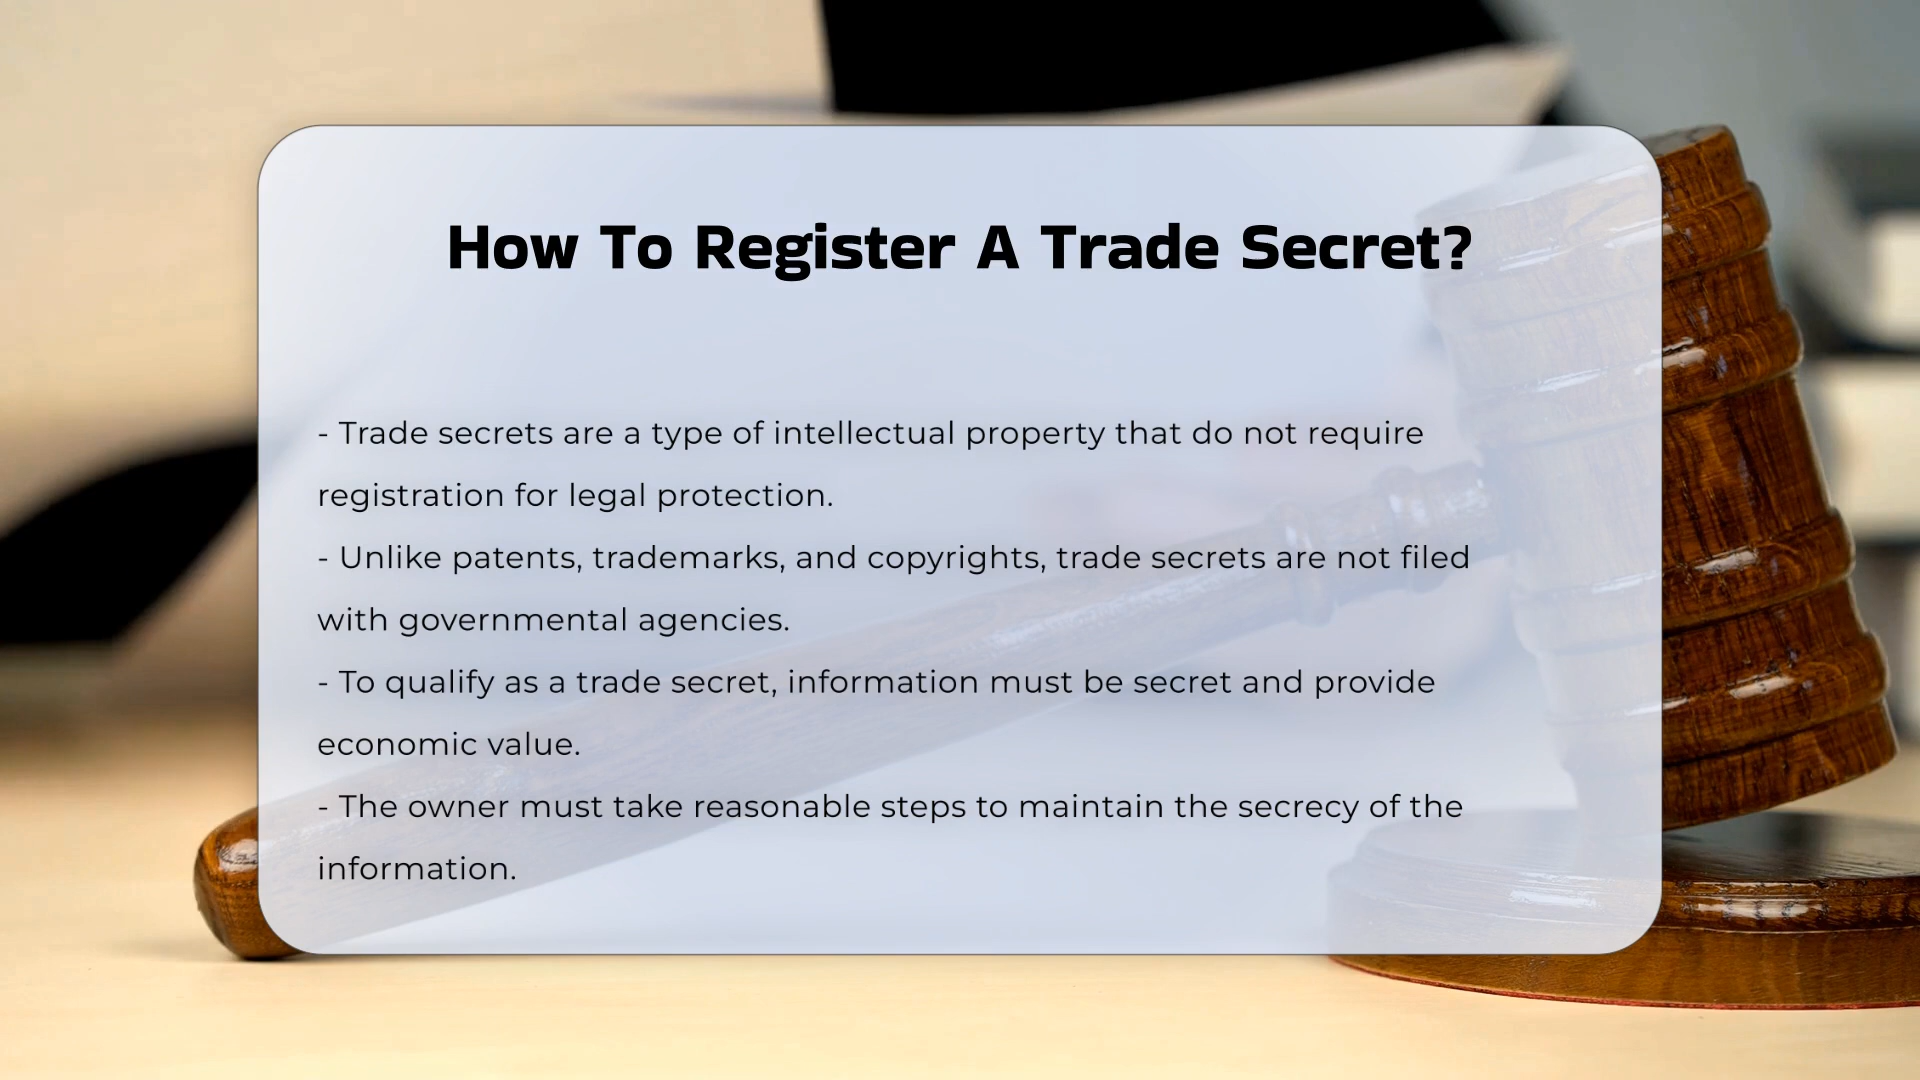 How To Register A Trade Secret?
- Trade secrets are a type of intellectual property that do not require
registration for legal protection.
- Unlike patents, trademarks, and copyrights, trade secrets are not filed
with governmental agencies.
- To qualify as a trade secret, information must be secret and provide
economic value.
- The owner must take reasonable steps to maintain the secrecy of the
information.